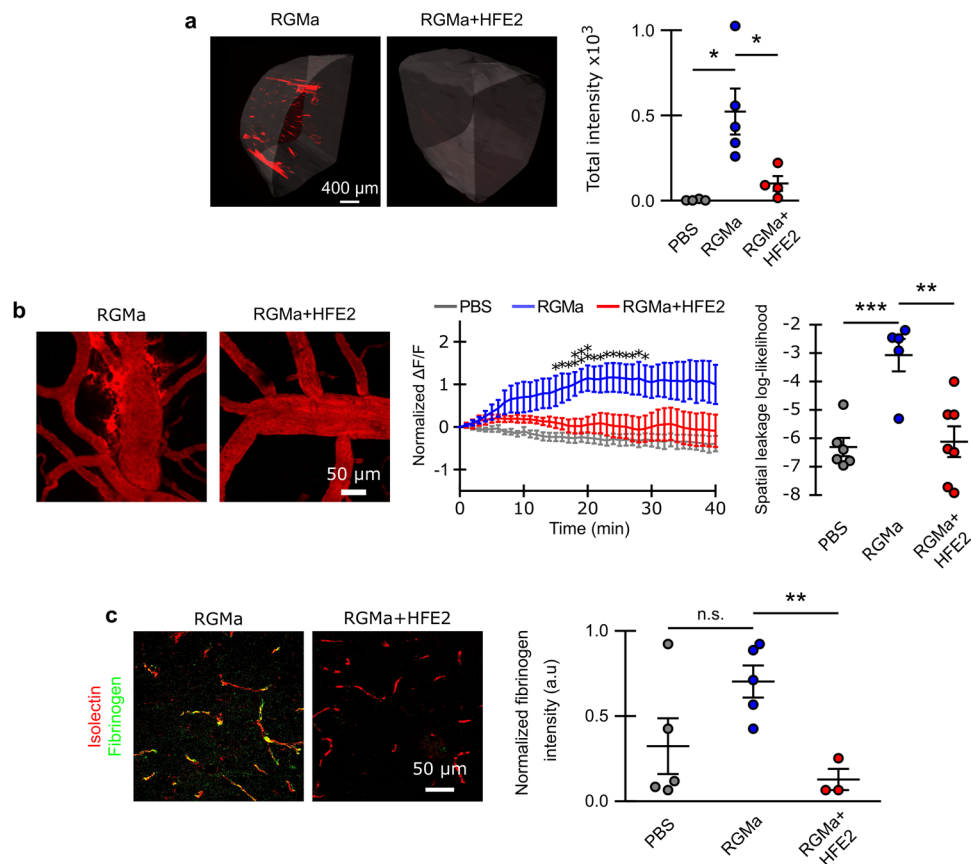 a
RGMa
RGMa+HFE2
400 µm
Total intensity x10³
1.0
0.5
0.0
*
*
PBS
RGMa
RGMa+
HFE2
b
RGMa
RGMa+HFE2
50 µm
PBS
RGMa
RGMa+HFE2
Normalized ΔF/F
2
1
0
-1
0
10
20
30
40
Time (min)
Spatial leakage log-likelihood
-2
-3
-4
-5
-6
-7
-8
***
**
PBS
RGMa
RGMa+
HFE2
c
RGMa
RGMa+HFE2
Isolectin
Fibrinogen
50 µm
Normalized fibrinogen
intensity (a.u)
1.0
0.5
0.0
n.s.
**
PBS
RGMa
RGMa+
HFE2